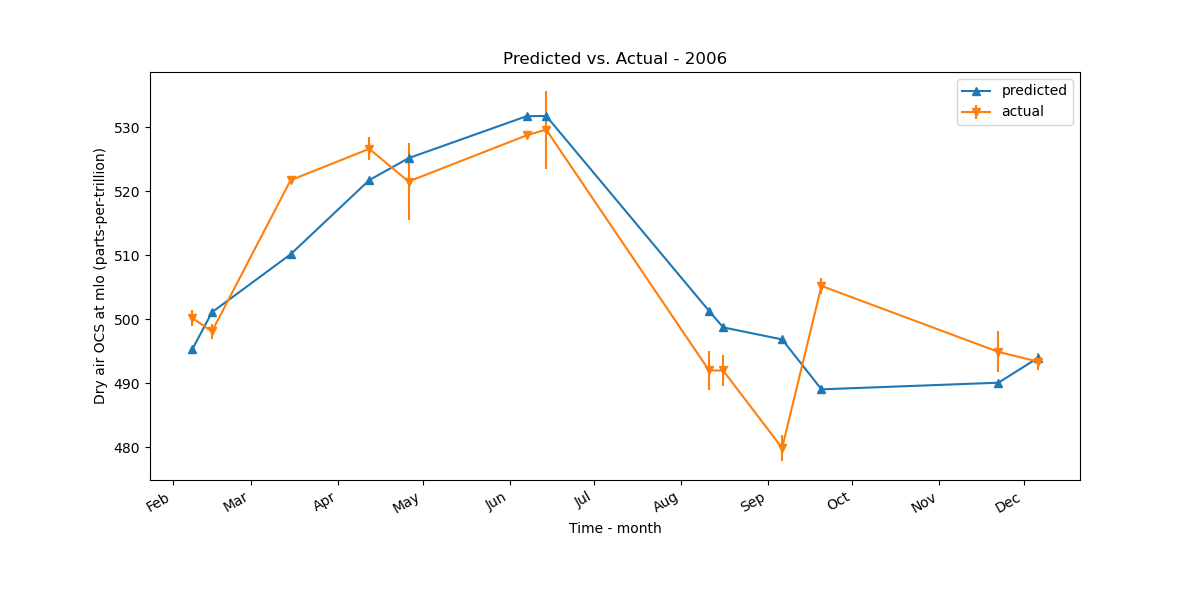 Predicted vs. Actual - 2006
predicted
actual
Dry air OCS at mlo (parts-per-trillion)
530
520
510
500
490
480
Feb
Mar
Apr
May
Jun
Jul
Aug
Sep
Oct
Nov
Dec
Time - month